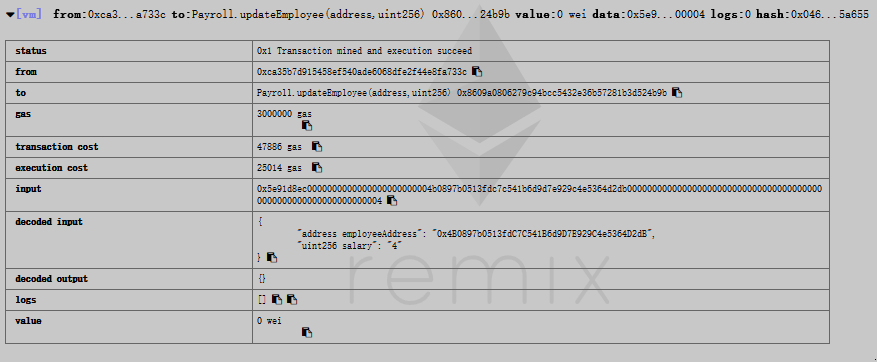 [vm] from:0xca3...a733c to:Payroll.updateEmployee(address,uint256) 0x860...24b9b value:0 wei data:0x5e9...00004 logs:0 hash:0x046...5a655
status 0x1 Transaction mined and execution succeed
from 0xca35b7d915458ef540ade6068dfe2f44e8fa733c
to Payroll.updateEmployee(address,uint256) 0x8609a0806279c94bcc5432e36b57281b3d524b9b
gas 3000000 gas
transaction cost 47886 gas
execution cost 25014 gas
input 0x5e91d8ec0000000000000000000000004b0897b0513fdc7c541b6d9d7e929c4e5364d2db00000000000000000000000000000000000000
00000000000000000000000004
decoded input {
"address employeeAddress": "0x4B0897b0513fdC7C541B6d9D7E929C4e5364D2dB",
"uint256 salary": "4"
}
decoded output {}
logs []
value 0 wei
remix